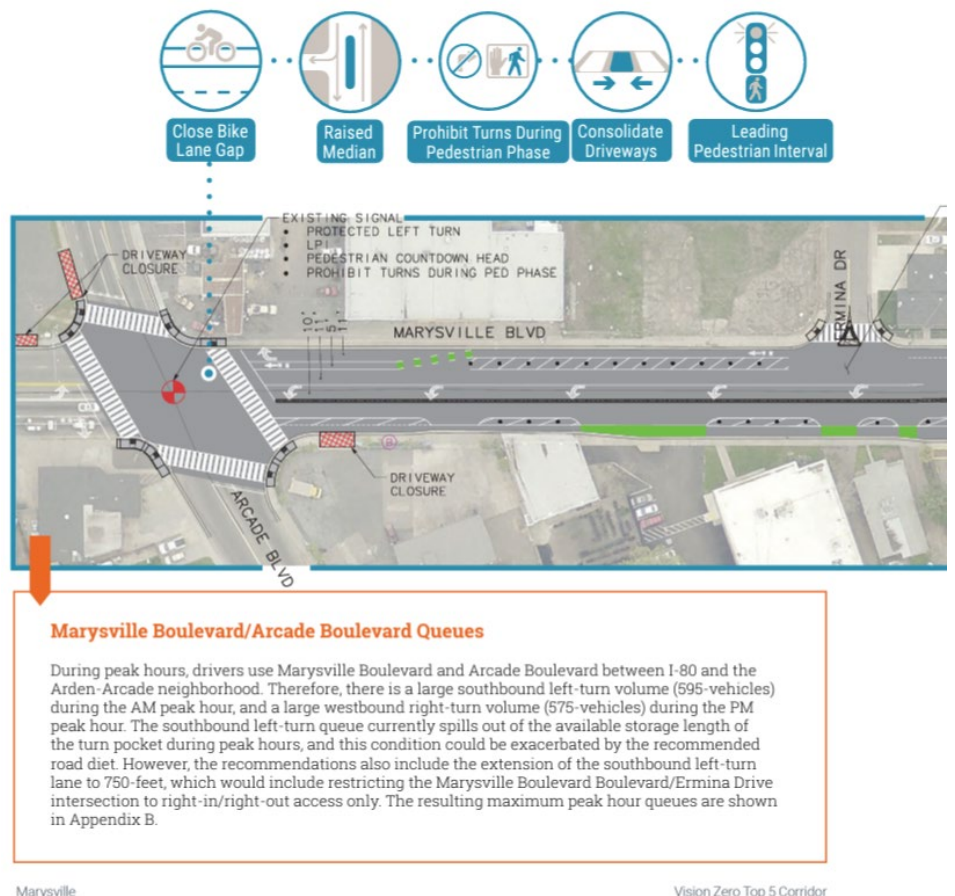 Close Bike
Lane Gap
Raised
Median
Prohibit Turns During
Pedestrian Phase
Consolidate
Driveways
Leading
Pedestrian Interval
EXISTING SIGNAL
PROTECTED LEFT TURN
LPI
PEDESTRIAN COUNTDOWN HEAD
PROHIBIT TURNS DURING PED PHASE
DRIVEWAY
CLOSURE
MARYSVILLE BLVD
ERMINA DR
10'
11'
5'
11'
DRIVEWAY
CLOSURE
ARCADE BLVD
Marysville Boulevard/Arcade Boulevard Queues
During peak hours, drivers use Marysville Boulevard and Arcade Boulevard between I-80 and the
Arden-Arcade neighborhood. Therefore, there is a large southbound left-turn volume (595-vehicles)
during the AM peak hour, and a large westbound right-turn volume (575-vehicles) during the PM
peak hour. The southbound left-turn queue currently spills out of the available storage length of
the turn pocket during peak hours, and this condition could be exacerbated by the recommended
road diet. However, the recommendations also include the extension of the southbound left-turn
lane to 750-feet, which would include restricting the Marysville Boulevard Boulevard/Ermina Drive
intersection to right-in/right-out access only. The resulting maximum peak hour queues are shown
in Appendix B.
Marysville
Vision Zero Top 5 Corridor